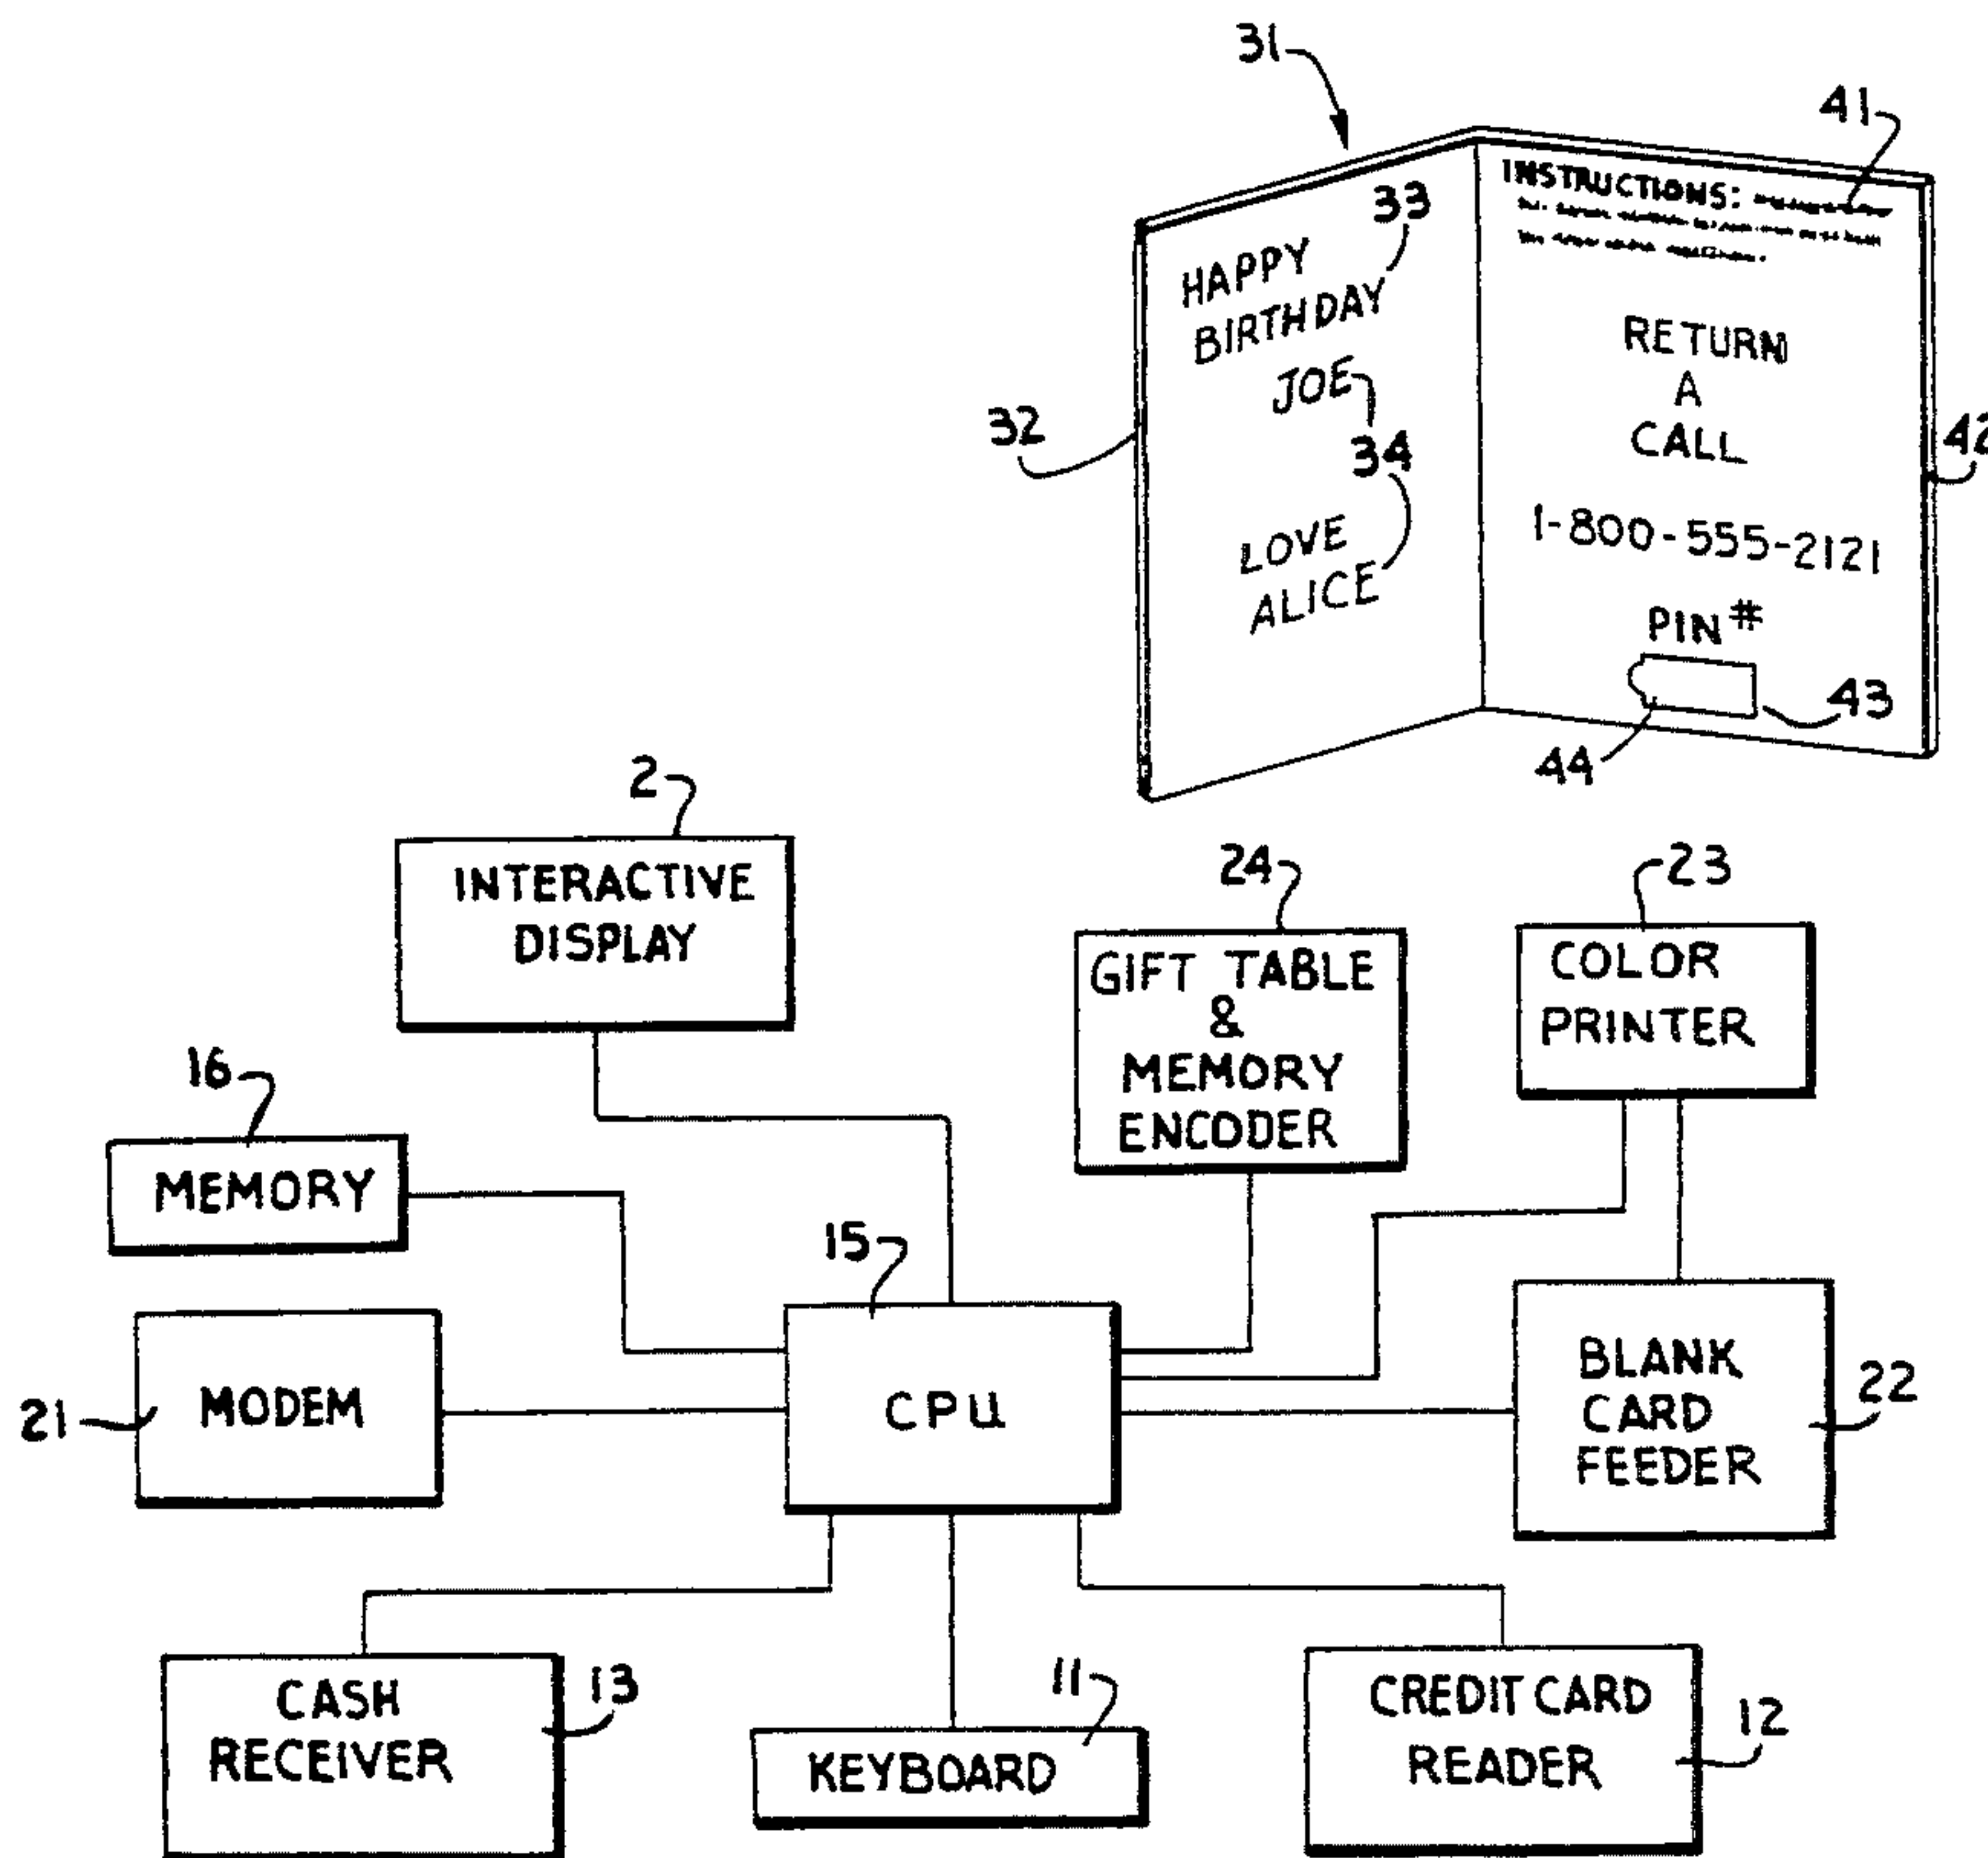 31
41
INSTRUCTIONS:
33
HAPPY
BIRTHDAY
JOE
32
34
LOVE
ALICE
RETURN
A
CALL
42
1-800-555-2121
PIN #
43
44
2
INTERACTIVE
DISPLAY
24
GIFT TABLE
&
MEMORY
ENCODER
23
COLOR
PRINTER
16
MEMORY
15
CPU
21
MODEM
BLANK
CARD
FEEDER
22
CASH
RECEIVER
13
11
KEYBOARD
CREDIT CARD
READER
12